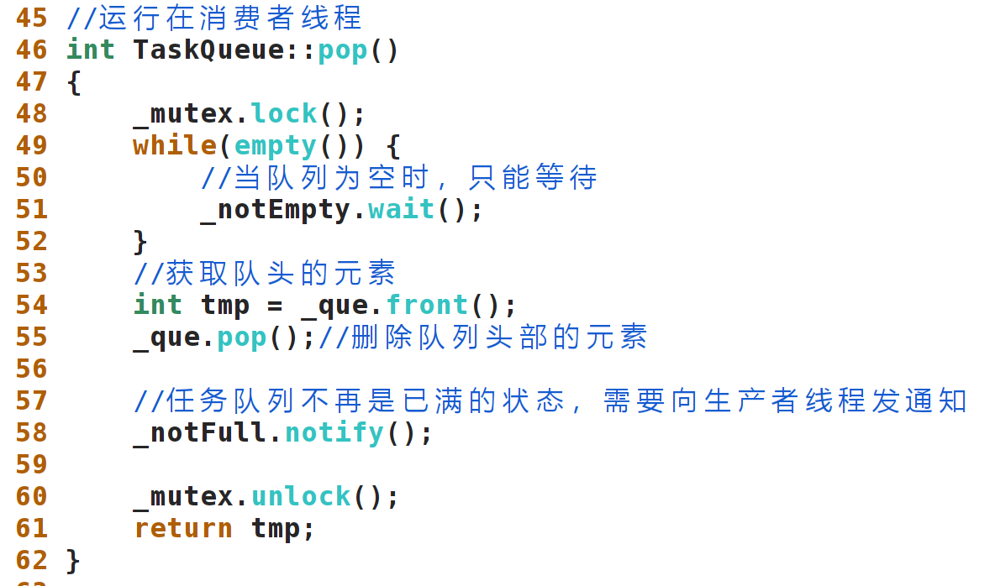 45 //运行在消费者线程
46 int TaskQueue::pop()
47 {
48     _mutex.lock();
49     while(empty()) {
50         //当队列为空时，只能等待
51         _notEmpty.wait();
52     }
53     //获取队头的元素
54     int tmp = _que.front();
55     _que.pop();//删除队列头部的元素
56
57     //任务队列不再是已满的状态，需要向生产者线程发通知
58     _notFull.notify();
59
60     _mutex.unlock();
61     return tmp;
62 }